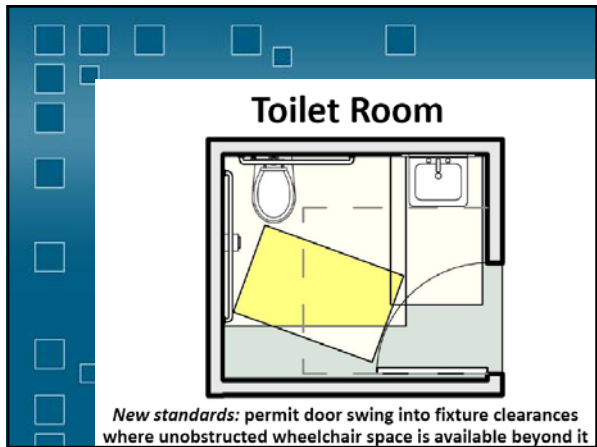 Toilet Room
New standards: permit door swing into fixture clearances
where unobstructed wheelchair space is available beyond it